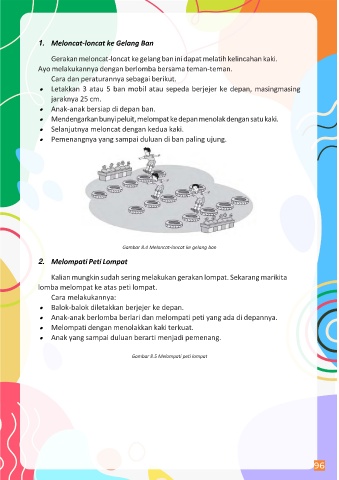 1. Meloncat-loncat ke Gelang Ban
Gerakan meloncat-loncat ke gelang ban ini dapat melatih kelincahan kaki.
Ayo melakukannya dengan berlomba bersama teman-teman.
Cara dan peraturannya sebagai berikut.
• Letakkan 3 atau 5 ban mobil atau sepeda berjejer ke depan, masingmasing
jaraknya 25 cm.
• Anak-anak bersiap di depan ban.
• Mendengarkan bunyi peluit, melompat ke depan menolak dengan satu kaki.
• Selanjutnya meloncat dengan kedua kaki.
• Pemenangnya yang sampai duluan di ban paling ujung.
Gambar 8.4 Meloncat-loncat ke gelang ban
2. Melompati Peti Lompat
Kalian mungkin sudah sering melakukan gerakan lompat. Sekarang marikita
lomba melompat ke atas peti lompat.
Cara melakukannya:
• Balok-balok diletakkan berjejer ke depan.
• Anak-anak berlomba berlari dan melompati peti yang ada di depannya.
• Melompati dengan menolakkan kaki terkuat.
• Anak yang sampai duluan berarti menjadi pemenang.
Gambar 8.5 Melompati peti lompat
96